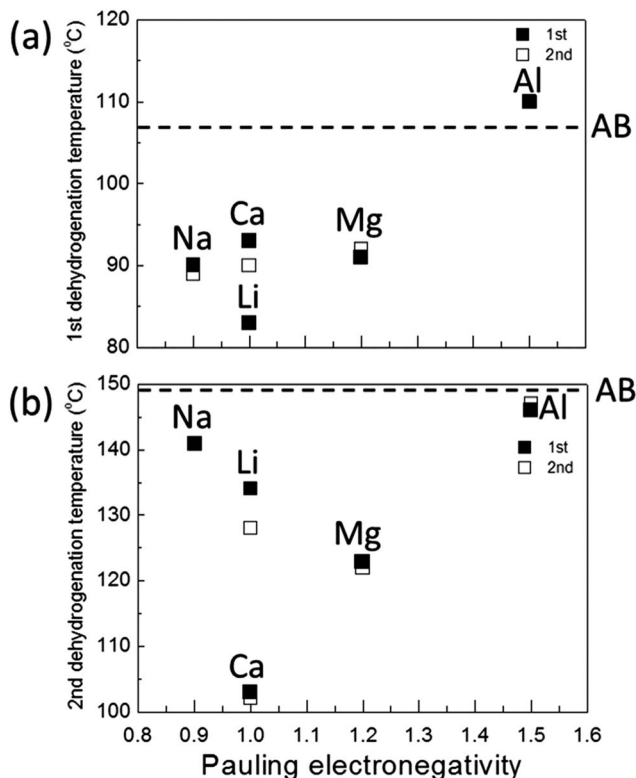 (a)
1st dehydrogenation temperature (°C)
120
110
100
90
80
1st
2nd
Al
AB
Ca
Mg
Na
Li
(b)
2nd dehydrogenation temperature (°C)
150
140
130
120
110
100
AB
Na
Al
1st
2nd
Li
Mg
Ca
0.8 0.9 1.0 1.1 1.2 1.3 1.4 1.5 1.6
Pauling electronegativity